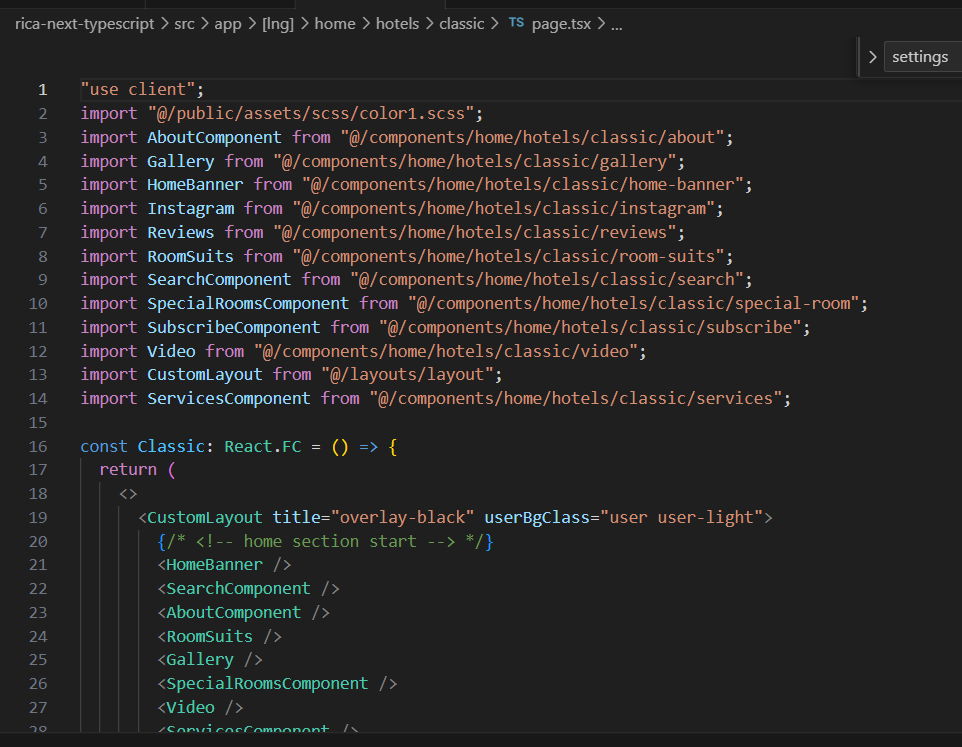 rica-next-typescript > src > app > [lng] > home > hotels > classic > TS page.tsx > ...
> settings
1 "use client";
2 import "@/public/assets/scss/color1.scss";
3 import AboutComponent from "@/components/home/hotels/classic/about";
4 import Gallery from "@/components/home/hotels/classic/gallery";
5 import HomeBanner from "@/components/home/hotels/classic/home-banner";
6 import Instagram from "@/components/home/hotels/classic/instagram";
7 import Reviews from "@/components/home/hotels/classic/reviews";
8 import RoomSuits from "@/components/home/hotels/classic/room-suits";
9 import SearchComponent from "@/components/home/hotels/classic/search";
10 import SpecialRoomsComponent from "@/components/home/hotels/classic/special-room";
11 import SubscribeComponent from "@/components/home/hotels/classic/subscribe";
12 import Video from "@/components/home/hotels/classic/video";
13 import CustomLayout from "@/layouts/layout";
14 import ServicesComponent from "@/components/home/hotels/classic/services";
15
16 const Classic: React.FC = () => {
17   return (
18     <>
19       <CustomLayout title="overlay-black" userBgClass="user user-light">
20         {/* <!-- home section start --> */}
21         <HomeBanner />
22         <SearchComponent />
23         <AboutComponent />
24         <RoomSuits />
25         <Gallery />
26         <SpecialRoomsComponent />
27         <Video />
28         <ServicesComponent />